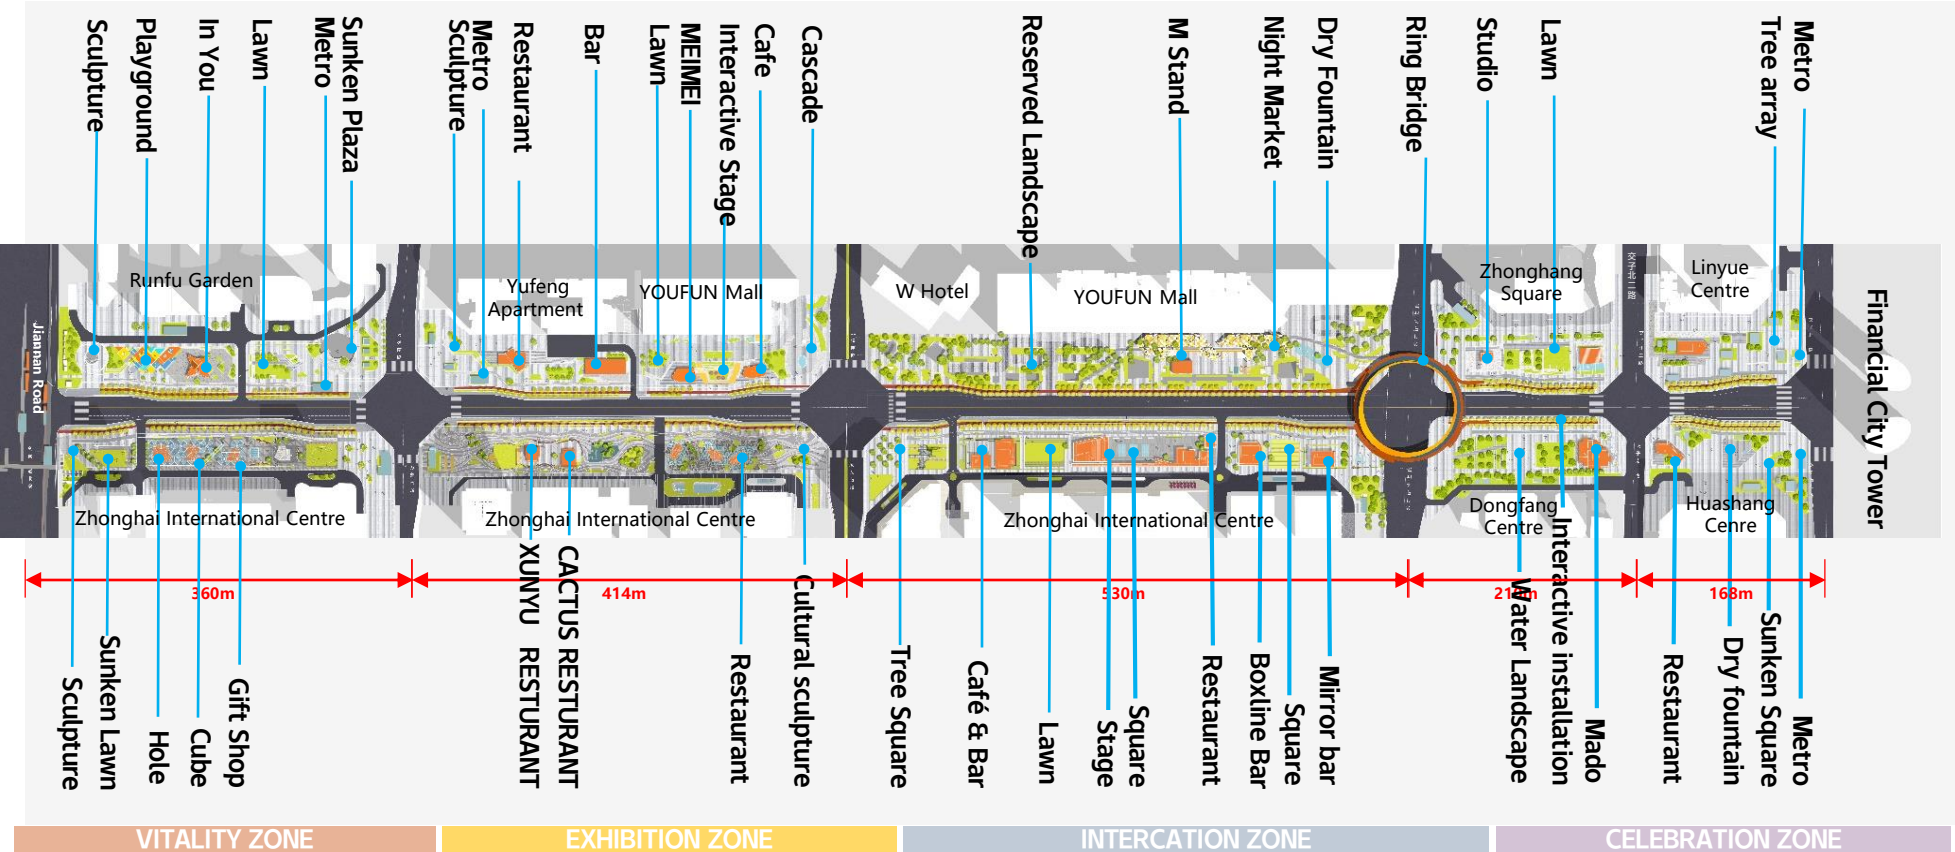 Sculpture
Playground
In You
Lawn
Metro
Sunken Plaza
Sculpture
Metro
Restaurant
Bar
Lawn
MEIMEI
Interactive Stage
Cafe
Cascade
Reserved Landscape
M Stand
Night Market
Dry Fountain
Ring Bridge
Studio
Lawn
Tree array
Metro
Runfu Garden
Yufeng
Apartment
YOUFUN Mall
W Hotel
YOUFUN Mall
Zhonghang
Square
Linyue
Centre
Jiannan Road
Financial City Tower
Zhonghai International Centre
Zhonghai International Centre
Zhonghai International Centre
Dongfang
Centre
Huashang
Cenre
360m
414m
530m
168m
Sculpture
Sunken Lawn
Hole
Cube
Gift Shop
XUNYU RESTURANT
CACTUS RESTURANT
Restaurant
Cultural sculpture
Tree Square
Café & Bar
Lawn
Stage
Square
Restaurant
Boxline Bar
Square
Mirror bar
Water Landscape
Interactive installation
Mado
Restaurant
Dry fountain
Sunken Square
Metro
VITALITY ZONE
EXHIBITION ZONE
INTERCATION ZONE
CELEBRATION ZONE